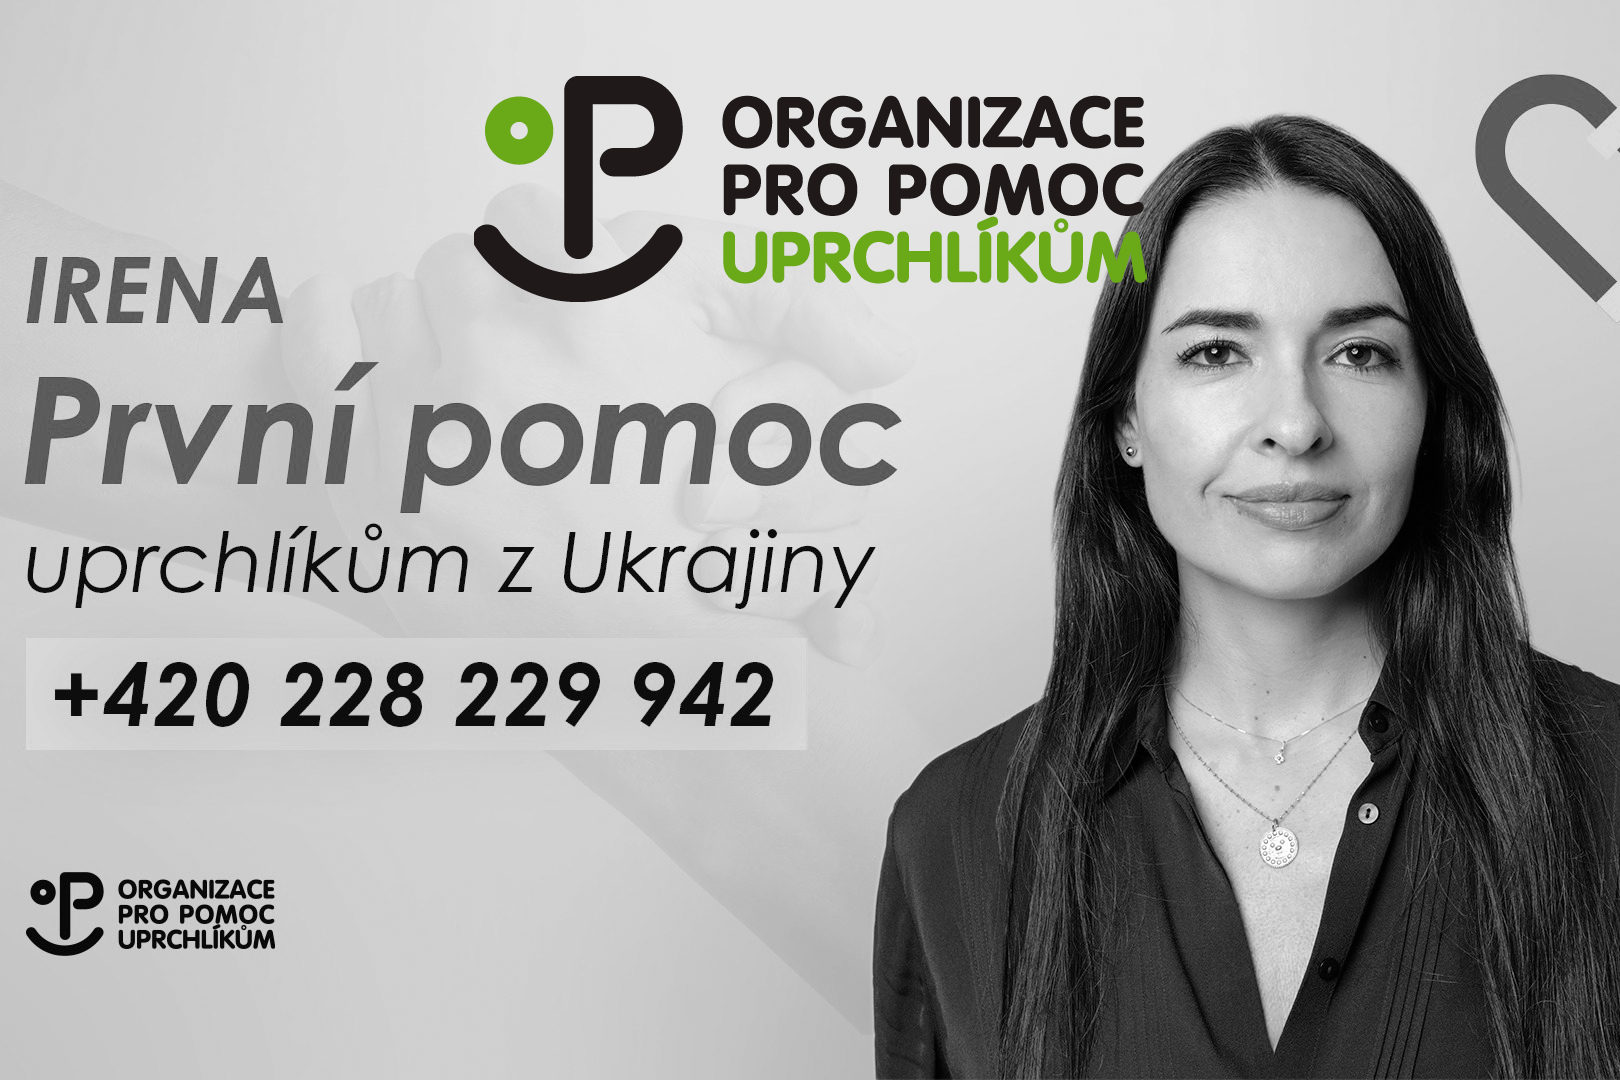 ORGANIZACE
PRO POMOC
UPRCHLÍKŮM
IRENA
První pomoc
uprchlíkům z Ukrajiny
+420 228 229 942
ORGANIZACE
PRO POMOC
UPRCHLÍKŮM